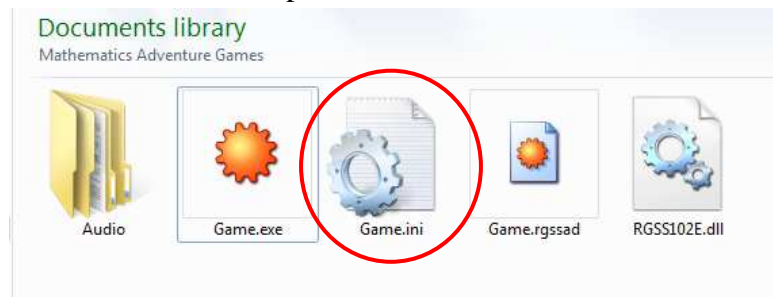 Documents library
Mathematics Adventure Games
Audio
Game.exe
Game.ini
Game.rgssad
RGSS102E.dll